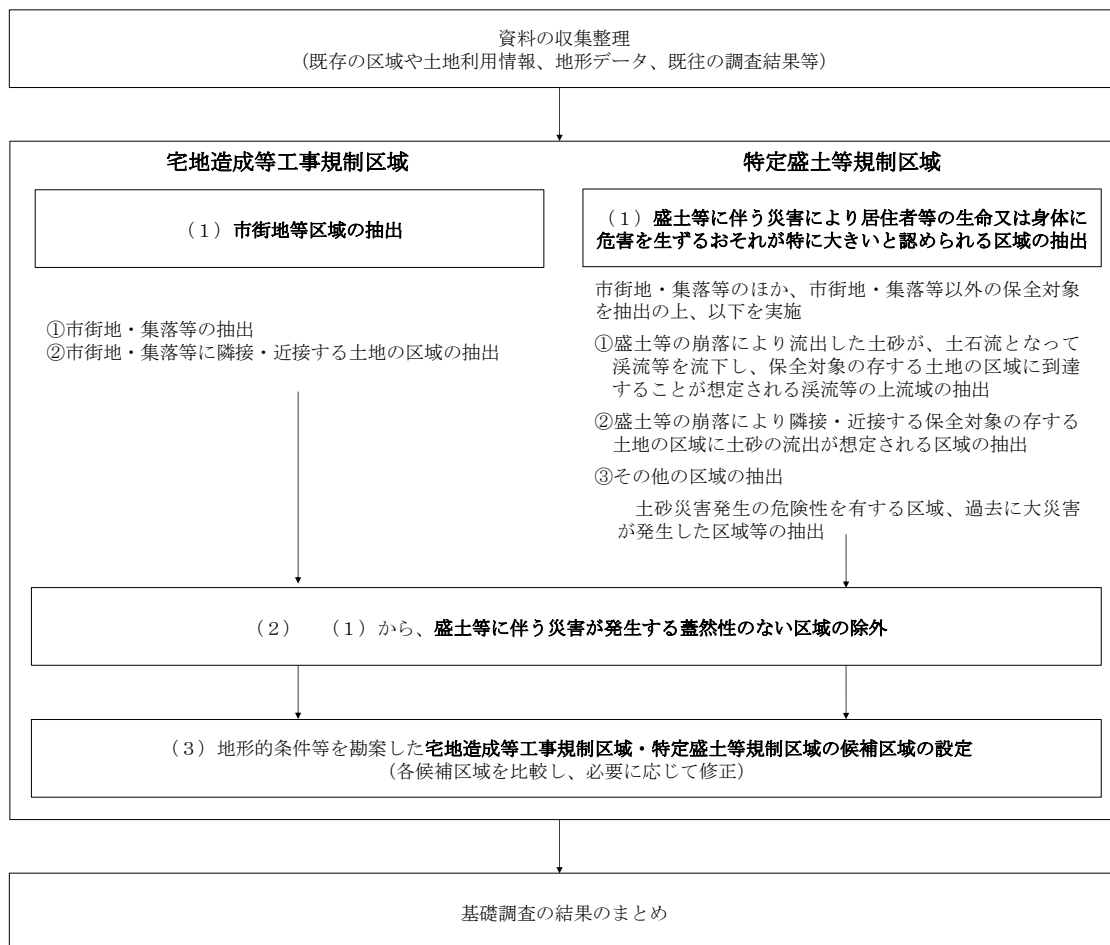 資料の収集整理
（既存の区域や土地利用情報、地形データ、既往の調査結果等）
宅地造成等工事規制区域
（１）市街地等区域の抽出
①市街地・集落等の抽出
②市街地・集落等に隣接・近接する土地の区域の抽出
特定盛土等規制区域
（１）盛土等に伴う災害により居住者等の生命又は身体に
危害を生ずるおそれが特に大きいと認められる区域の抽出
市街地・集落等のほか、市街地・集落等以外の保全対象
を抽出の上、以下を実施
①盛土等の崩落により流出した土砂が、土石流となって
渓流等を流下し、保全対象の存する土地の区域に到達
することが想定される渓流等の上流域の抽出
②盛土等の崩落により隣接・近接する保全対象の存する
土地の区域に土砂の流出が想定される区域の抽出
③その他の区域の抽出
土砂災害発生の危険性を有する区域、過去に大災害
が発生した区域等の抽出
（２）　（１）から、盛土等に伴う災害が発生する蓋然性のない区域の除外
（３）地形的条件等を勘案した宅地造成等工事規制区域・特定盛土等規制区域の候補区域の設定
（各候補区域を比較し、必要に応じて修正）
基礎調査の結果のまとめ